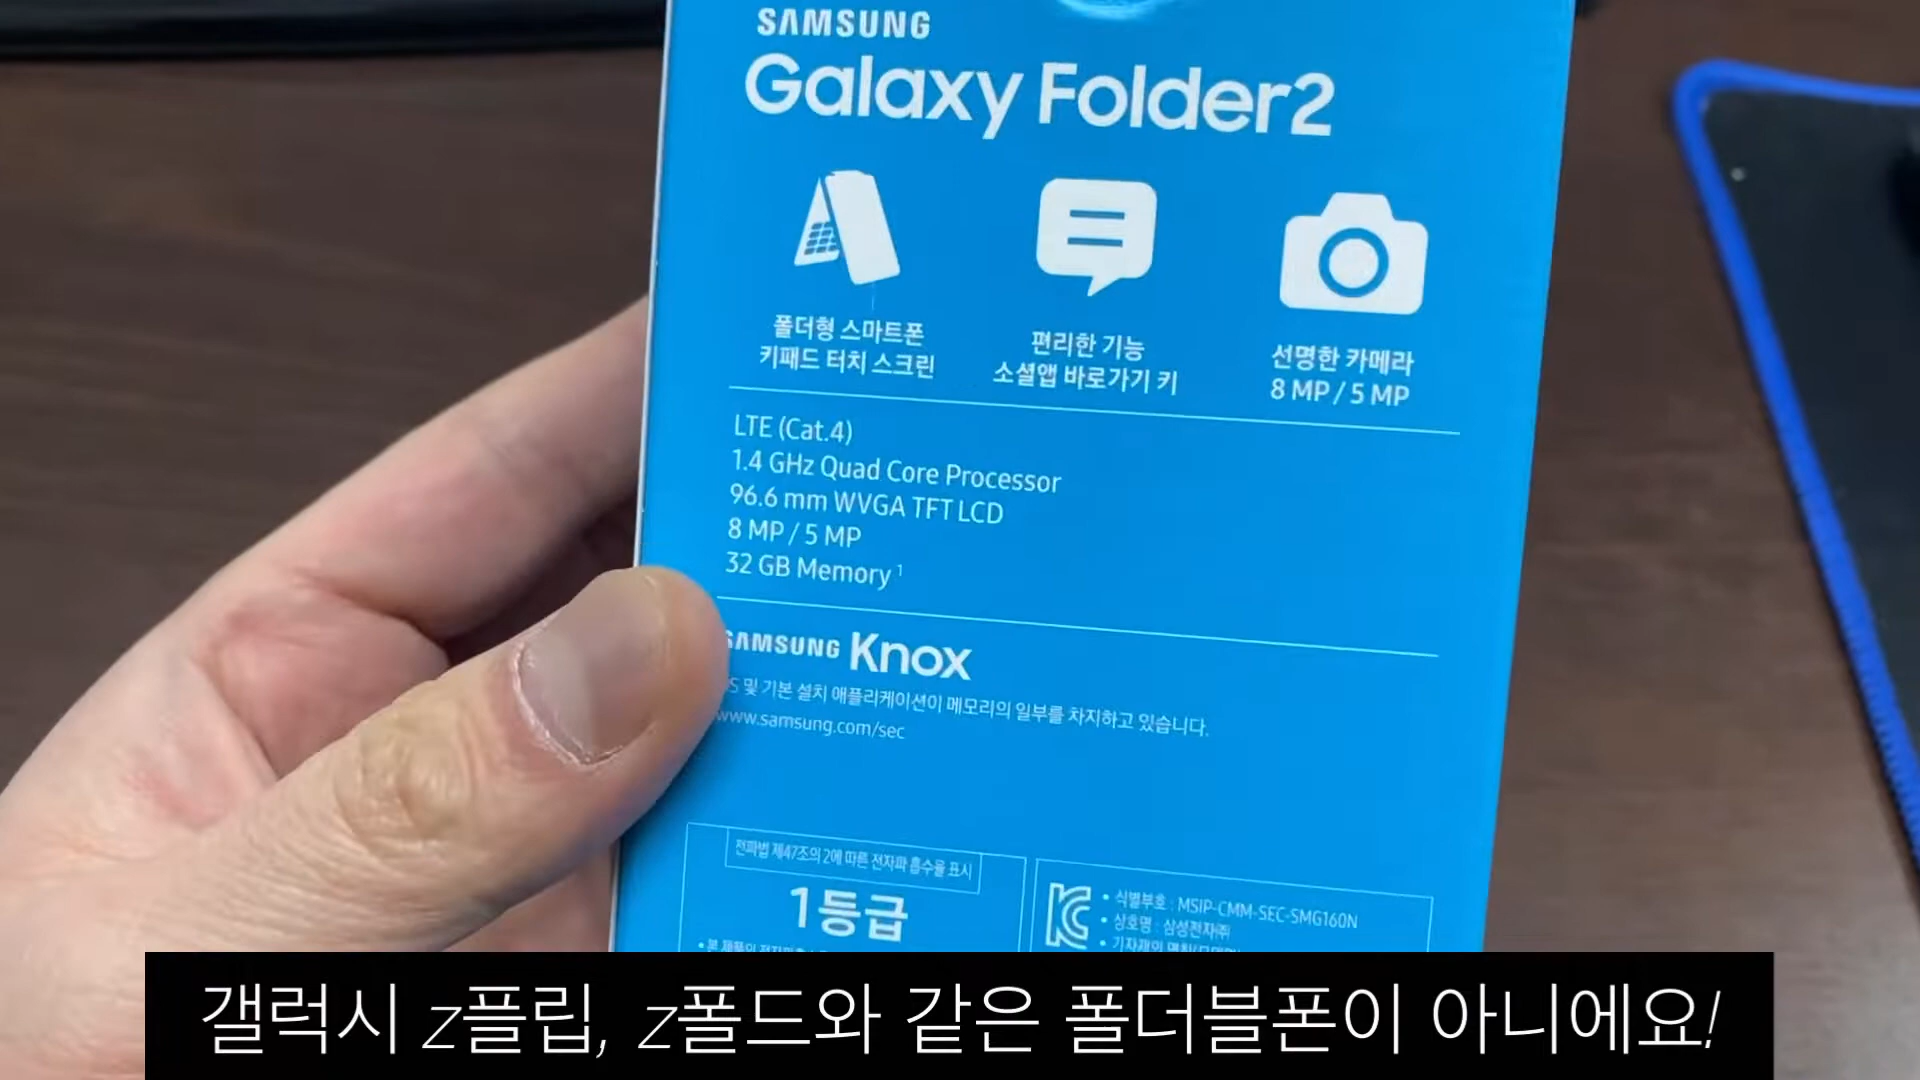 SAMSUNG
Galaxy Folder2
폴더형 스마트폰
키패드 터치 스크린
편리한 기능
소셜앱 바로가기 키
선명한 카메라
8 MP / 5 MP
LTE (Cat.4)
1.4 GHz Quad Core Processor
96.6 mm WVGA TFT LCD
8 MP / 5 MP
32 GB Memory ¹
SAMSUNG Knox
및 기본 설치 애플리케이션이 메모리의 일부를 차지하고 있습니다.
www.samsung.com/sec
전파법 제47조의 2에 따른 전자파 흡수율 표시
1등급
• 식별부호 : MSIP-CMM-SEC-SMG160N
• 상호명 : 삼성전자㈜
갤럭시 z플립, z폴드와 같은 폴더블폰이 아니에요!